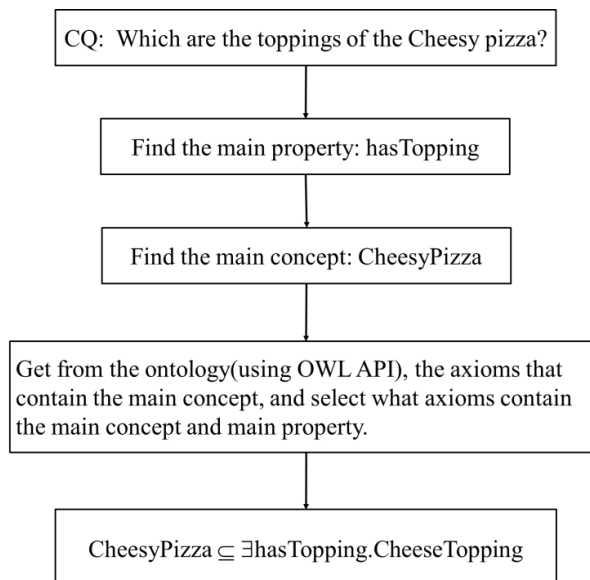 CQ:  Which are the toppings of the Cheesy pizza?
Find the main property: hasTopping
Find the main concept: CheesyPizza
Get from the ontology(using OWL API), the axioms that
contain the main concept, and select what axioms contain
the main concept and main property.
CheesyPizza ⊆ ∃hasTopping.CheeseTopping